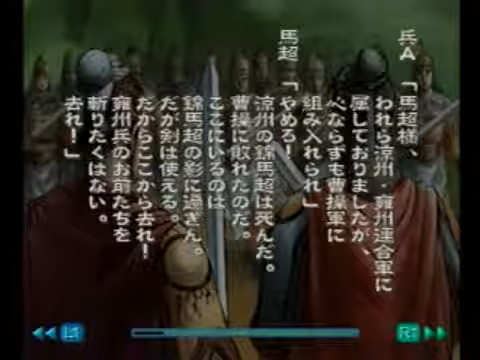 兵A 「馬超様、
われら涼州・雍州連合軍に
属しておりましたが、
心ならずも曹操軍に
組み入れられ」
馬超 「やめろ！
涼州の錦馬超は死んだ。
曹操に敗れたのだ。
ここにいるのは
錦馬超の影に過ぎん。
だが剣は使える。
だからここから去れ！
雍州兵のお前たちを
斬りたくはない。
去れ！」
L1
R1